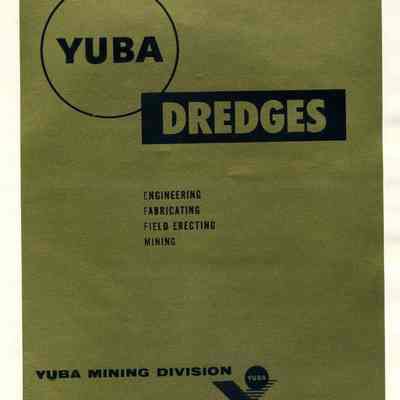 YUBA
DREDGES
ENGINEERING
FABRICATING
FIELD ERECTING
MINING
YUBA MINING DIVISION
YUBA